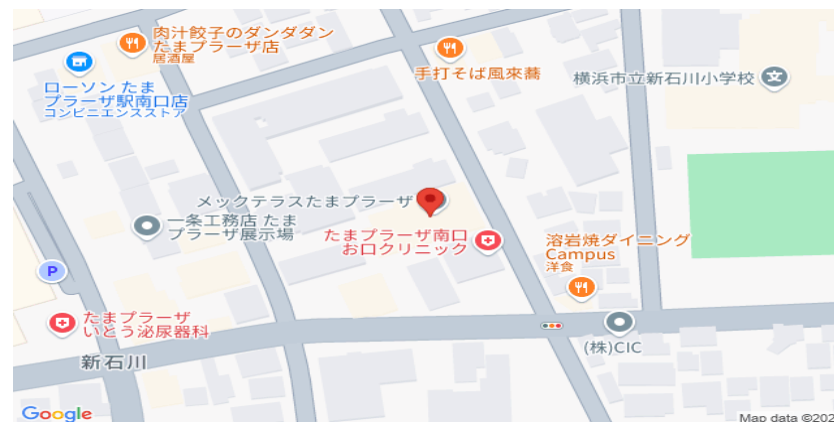 肉汁餃子のダンダダン
たまプラーザ店
居酒屋
ローソン たま
プラーザ駅南口店
コンビニエンスストア
手打そば風來蕎
横浜市立新石川小学校
メックテラスたまプラーザ
一条工務店 たま
プラーザ展示場
たまプラーザ南口
お口クリニック
溶岩焼ダイニング
Campus
洋食
P
たまプラーザ
いとう泌尿器科
(株)CIC
新石川
Google
Map data ©202